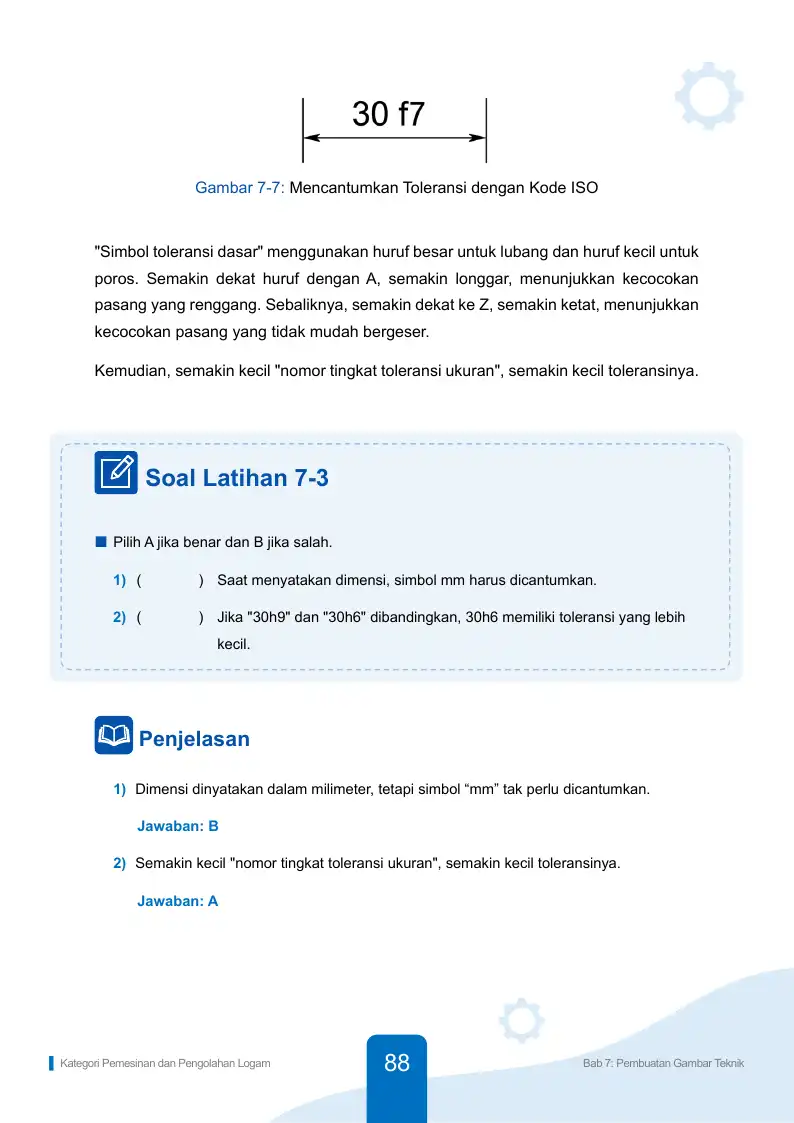 30 f7
Gambar 7-7: Mencantumkan Toleransi dengan Kode ISO
"Simbol toleransi dasar" menggunakan huruf besar untuk lubang dan huruf kecil untuk
poros. Semakin dekat huruf dengan A, semakin longgar, menunjukkan kecocokan
pasang yang renggang. Sebaliknya, semakin dekat ke Z, semakin ketat, menunjukkan
kecocokan pasang yang tidak mudah bergeser.
Kemudian, semakin kecil "nomor tingkat toleransi ukuran", semakin kecil toleransinya.
Soal Latihan 7-3
■ Pilih A jika benar dan B jika salah.
1) ( ) Saat menyatakan dimensi, simbol mm harus dicantumkan.
2) ( ) Jika "30h9" dan "30h6" dibandingkan, 30h6 memiliki toleransi yang lebih
kecil.
Penjelasan
1) Dimensi dinyatakan dalam milimeter, tetapi simbol “mm” tak perlu dicantumkan.
Jawaban: B
2) Semakin kecil "nomor tingkat toleransi ukuran", semakin kecil toleransinya.
Jawaban: A
Kategori Pemesinan dan Pengolahan Logam
88
Bab 7: Pembuatan Gambar Teknik